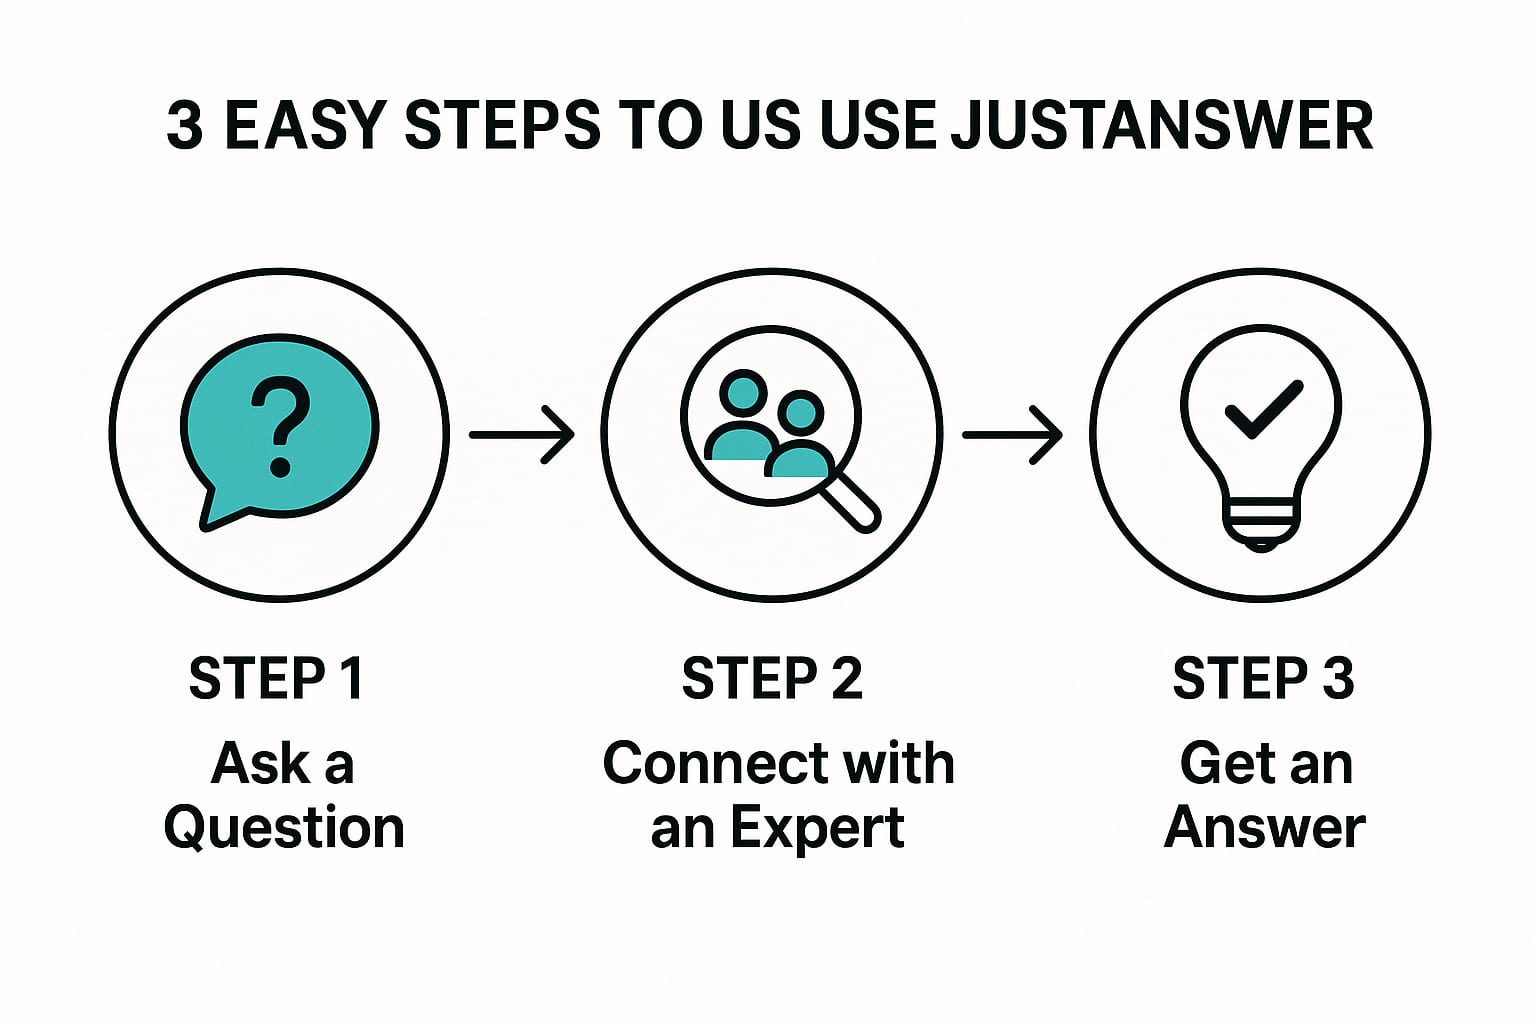 3 EASY STEPS TO US USE JUSTANSWER
?
STEP 1
Ask a
Question
STEP 2
Connect with
an Expert
STEP 3
Get an
Answer